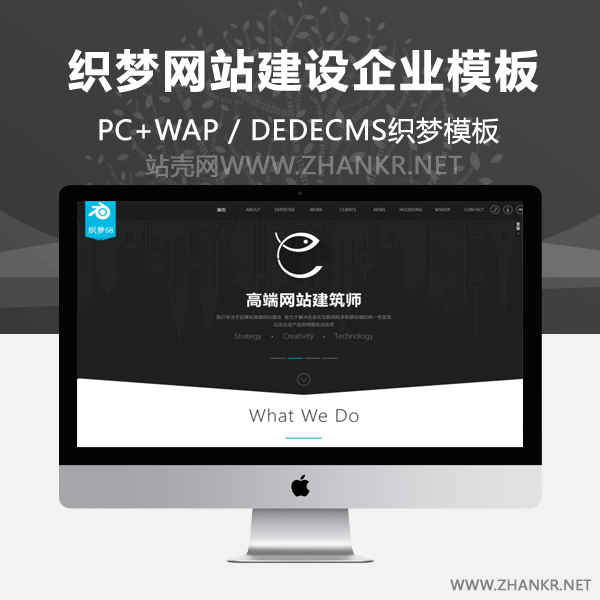 织梦网站建设企业模板
PC+WAP / DEDECMS织梦模板
站壳网WWW.ZHANKR.NET
织梦58
ABOUT EXPERTISE WORK CLIENTS NEWS HUODONG WSHOP CONTACT
高端网站建筑师
Strategy • Creativity • Technology
What We Do
WWW.ZHANKR.NET